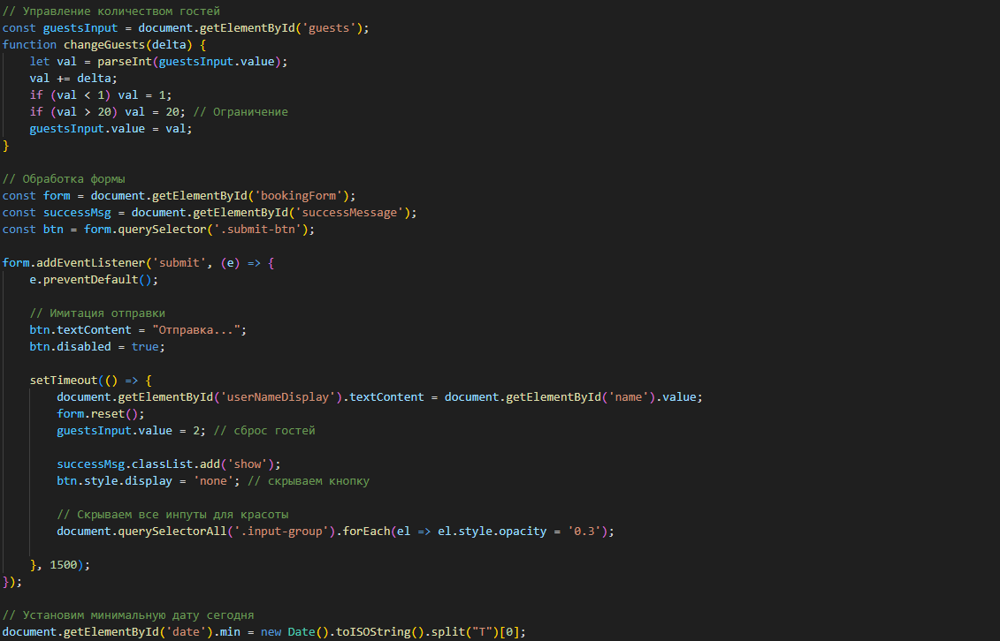 // Управление количеством гостей
const guestsInput = document.getElementById('guests');
function changeGuests(delta) {
    let val = parseInt(guestsInput.value);
    val += delta;
    if (val < 1) val = 1;
    if (val > 20) val = 20; // Ограничение
    guestsInput.value = val;
}

// Обработка формы
const form = document.getElementById('bookingForm');
const successMsg = document.getElementById('successMessage');
const btn = form.querySelector('.submit-btn');

form.addEventListener('submit', (e) => {
    e.preventDefault();

    // Имитация отправки
    btn.textContent = "Отправка...";
    btn.disabled = true;

    setTimeout(() => {
        document.getElementById('userNameDisplay').textContent = document.getElementById('name').value;
        form.reset();
        guestsInput.value = 2; // сброс гостей

        successMsg.classList.add('show');
        btn.style.display = 'none'; // скрываем кнопку

        // Скрываем все инпуты для красоты
        document.querySelectorAll('.input-group').forEach(el => el.style.opacity = '0.3');

    }, 1500);
});

// Установим минимальную дату сегодня
document.getElementById('date').min = new Date().toISOString().split("T")[0];